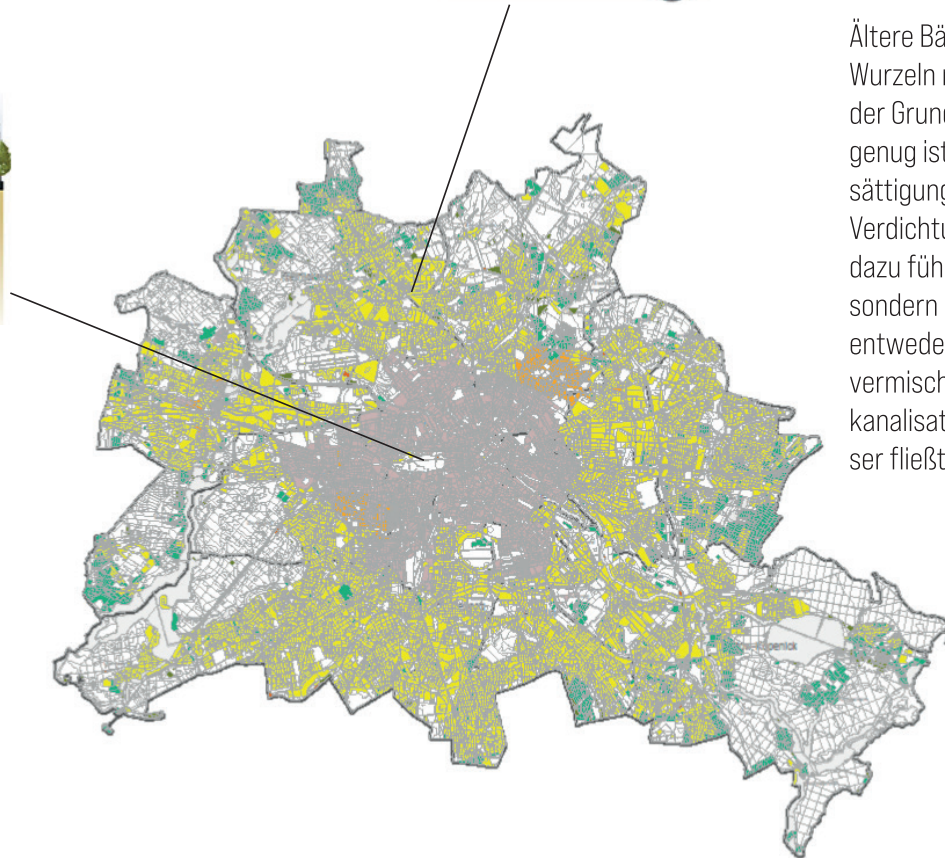 Ältere Bä
Wurzeln
der Grund
genug ist
sättigung
Verdichtu
dazu füh
sondern
entwede
vermisch
kanalisat
ser fließt